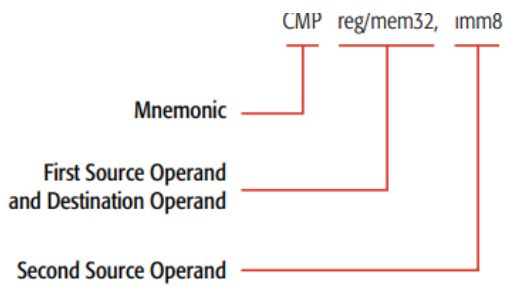 CMP reg/mem32, imm8
Mnemonic
First Source Operand
and Destination Operand
Second Source Operand